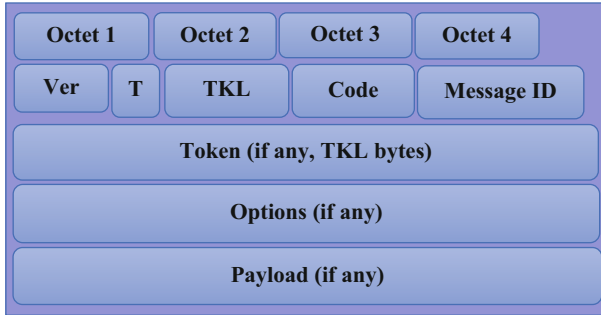 Octet 1 Octet 2 Octet 3 Octet 4
Ver T TKL Code Message ID
Token (if any, TKL bytes)
Options (if any)
Payload (if any)